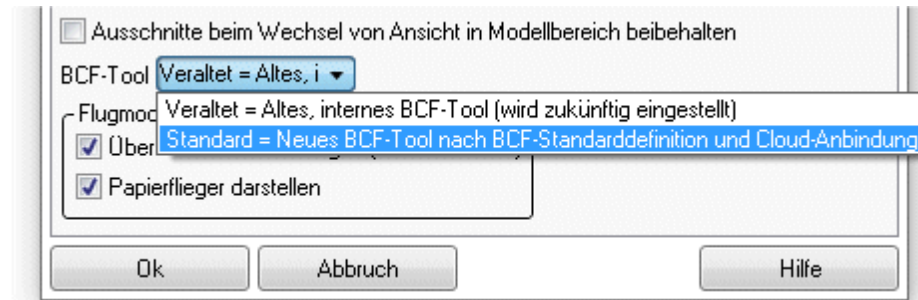 Ausschnitte beim Wechsel von Ansicht in Modellbereich beibehalten
BCF-Tool Veraltet = Altes, i
Veraltet = Altes, internes BCF-Tool (wird zukünftig eingestellt)
Flugmod
Standard = Neues BCF-Tool nach BCF-Standarddefinition und Cloud-Anbindung
Über
Papierflieger darstellen
Ok Abbruch Hilfe